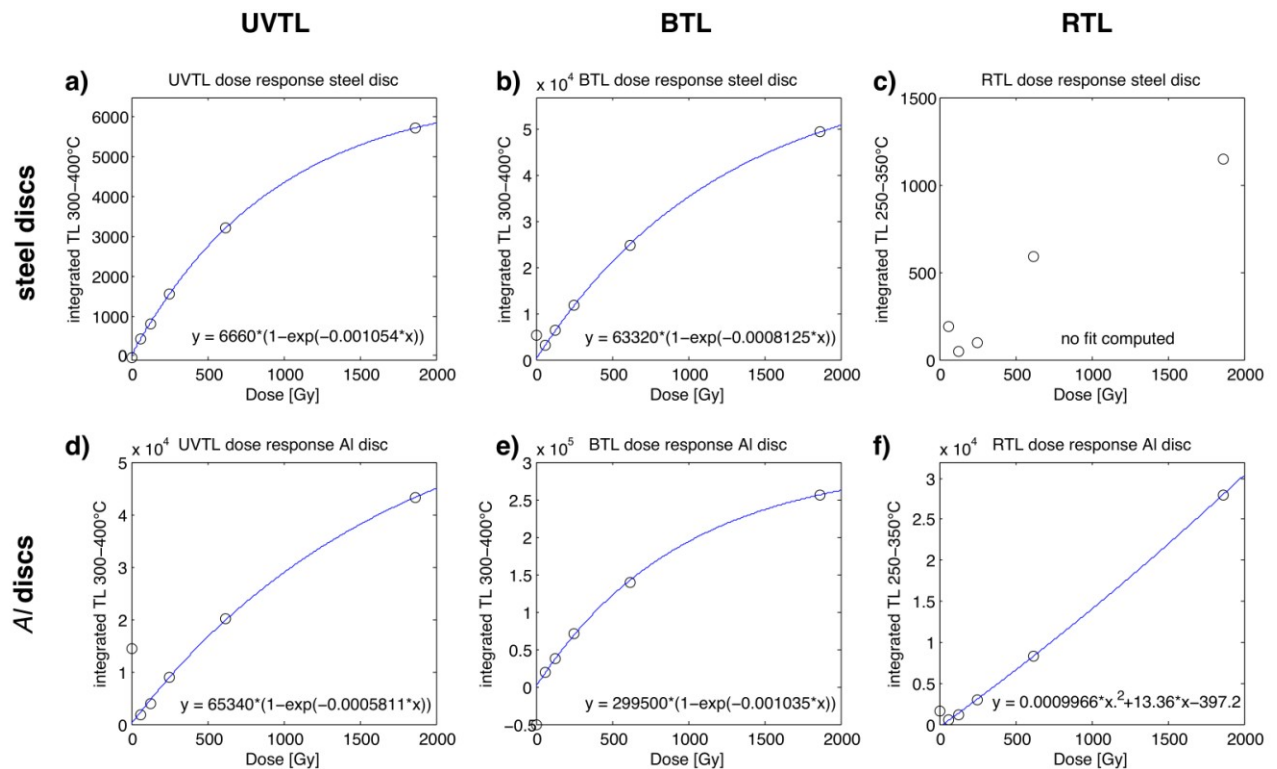 UVTL BTL RTL
steel discs
a) UVTL dose response steel disc
integrated TL 300−400°C
6000
5000
4000
3000
2000
1000
0
y = 6660*(1−exp(−0.001054*x))
0 500 1000 1500 2000
Dose [Gy]
b) x 10⁴ BTL dose response steel disc
integrated TL 300−400°C
5
4
3
2
1
0
y = 63320*(1−exp(−0.0008125*x))
0 500 1000 1500 2000
Dose [Gy]
c) RTL dose response steel disc
integrated TL 250−350°C
1500
1000
500
0
no fit computed
0 500 1000 1500 2000
Dose [Gy]
Al discs
d) x 10⁴ UVTL dose response Al disc
integrated TL 300−400°C
5
4
3
2
1
0
y = 65340*(1−exp(−0.0005811*x))
0 500 1000 1500 2000
Dose [Gy]
e) x 10⁵ BTL dose response Al disc
integrated TL 300−400°C
3
2.5
2
1.5
1
0.5
0
−0.5
y = 299500*(1−exp(−0.001035*x))
0 500 1000 1500 2000
Dose [Gy]
f) x 10⁴ RTL dose response Al disc
integrated TL 250−350°C
3
2.5
2
1.5
1
0.5
0
y = 0.0009966*x.²+13.36*x−397.2
0 500 1000 1500 2000
Dose [Gy]